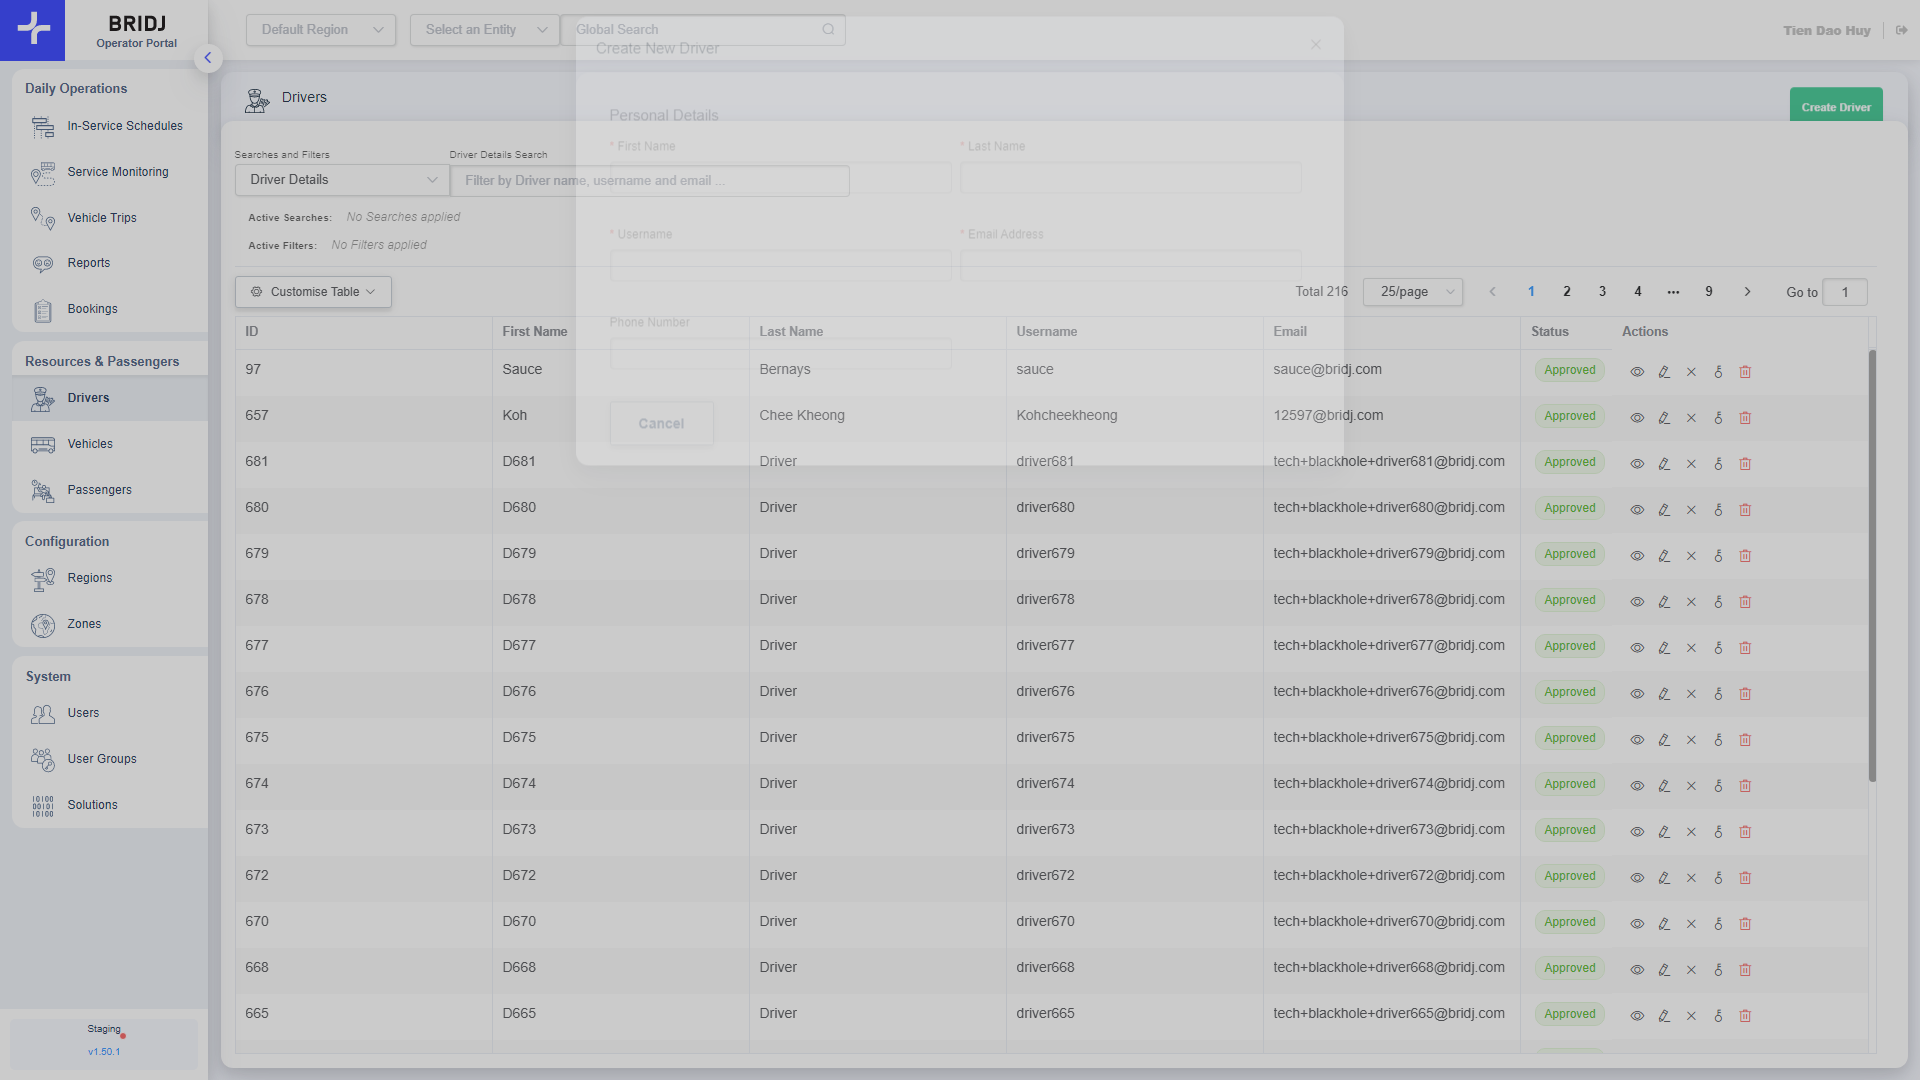 BRIDJ
Operator Portal
Default Region
Select an Entity
Global Search
Tien Dao Huy
Create New Driver
Daily Operations
In-Service Schedules
Service Monitoring
Vehicle Trips
Reports
Bookings
Resources & Passengers
Drivers
Vehicles
Passengers
Configuration
Regions
Zones
System
Users
User Groups
Solutions
Staging
v1.50.1
Drivers
Create Driver
Personal Details
* First Name
* Last Name
* Username
* Email Address
Phone Number
Cancel
Searches and Filters
Driver Details Search
Driver Details
Filter by Driver name, username and email ...
Active Searches: No Searches applied
Active Filters: No Filters applied
Customise Table
Total 216
25/page
1 2 3 4 ... 9
Go to 1
ID First Name Last Name Username Email Status Actions
97 Sauce Bernays sauce sauce@bridj.com Approved
657 Koh Chee Kheong Kohcheekheong 12597@bridj.com Approved
681 D681 Driver driver681 tech+blackhole+driver681@bridj.com Approved
680 D680 Driver driver680 tech+blackhole+driver680@bridj.com Approved
679 D679 Driver driver679 tech+blackhole+driver679@bridj.com Approved
678 D678 Driver driver678 tech+blackhole+driver678@bridj.com Approved
677 D677 Driver driver677 tech+blackhole+driver677@bridj.com Approved
676 D676 Driver driver676 tech+blackhole+driver676@bridj.com Approved
675 D675 Driver driver675 tech+blackhole+driver675@bridj.com Approved
674 D674 Driver driver674 tech+blackhole+driver674@bridj.com Approved
673 D673 Driver driver673 tech+blackhole+driver673@bridj.com Approved
672 D672 Driver driver672 tech+blackhole+driver672@bridj.com Approved
670 D670 Driver driver670 tech+blackhole+driver670@bridj.com Approved
668 D668 Driver driver668 tech+blackhole+driver668@bridj.com Approved
665 D665 Driver driver665 tech+blackhole+driver665@bridj.com Approved